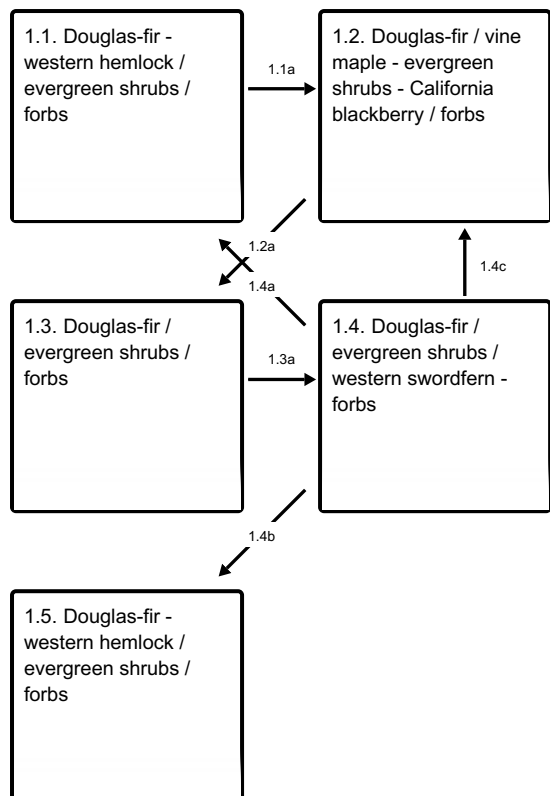 1.1. Douglas-fir -
western hemlock /
evergreen shrubs /
forbs
1.1a
1.2. Douglas-fir / vine
maple - evergreen
shrubs - California
blackberry / forbs
1.2a
1.4a
1.4c
1.3. Douglas-fir /
evergreen shrubs /
forbs
1.3a
1.4. Douglas-fir /
evergreen shrubs /
western swordfern -
forbs
1.4b
1.5. Douglas-fir -
western hemlock /
evergreen shrubs /
forbs